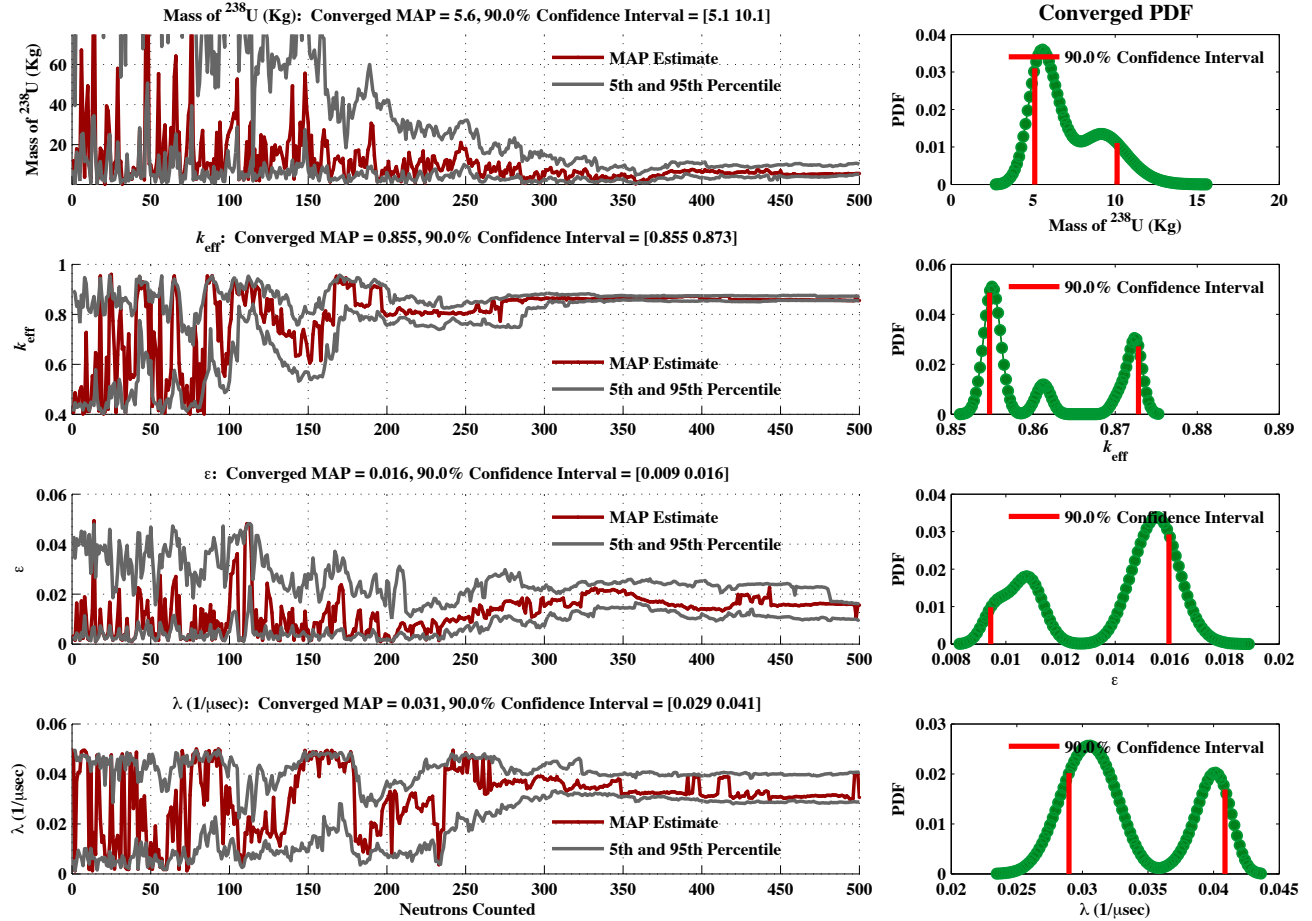 Mass of ²³⁸U (Kg):  Converged MAP = 5.6, 90.0% Confidence Interval = [5.1 10.1]
Mass of ²³⁸U (Kg)
60
40
20
MAP Estimate
5th and 95th Percentile
0 50 100 150 200 250 300 350 400 450 500
Converged PDF
PDF
0.04
0.03
0.02
0.01
0
90.0% Confidence Interval
0 5 10 15 20
Mass of ²³⁸U (Kg)
k_eff:  Converged MAP = 0.855, 90.0% Confidence Interval = [0.855 0.873]
k_eff
1
0.8
0.6
0.4
MAP Estimate
5th and 95th Percentile
0 50 100 150 200 250 300 350 400 450 500
PDF
0.06
0.04
0.02
0
90.0% Confidence Interval
0.85 0.86 0.87 0.88 0.89
k_eff
ε:  Converged MAP = 0.016, 90.0% Confidence Interval = [0.009 0.016]
ε
0.06
0.04
0.02
0
MAP Estimate
5th and 95th Percentile
0 50 100 150 200 250 300 350 400 450 500
PDF
0.04
0.03
0.02
0.01
0
90.0% Confidence Interval
0.008 0.01 0.012 0.014 0.016 0.018 0.02
ε
λ (1/μsec):  Converged MAP = 0.031, 90.0% Confidence Interval = [0.029 0.041]
λ (1/μsec)
0.06
0.04
0.02
0
MAP Estimate
5th and 95th Percentile
0 50 100 150 200 250 300 350 400 450 500
Neutrons Counted
PDF
0.03
0.02
0.01
0
90.0% Confidence Interval
0.02 0.025 0.03 0.035 0.04 0.045
λ (1/μsec)